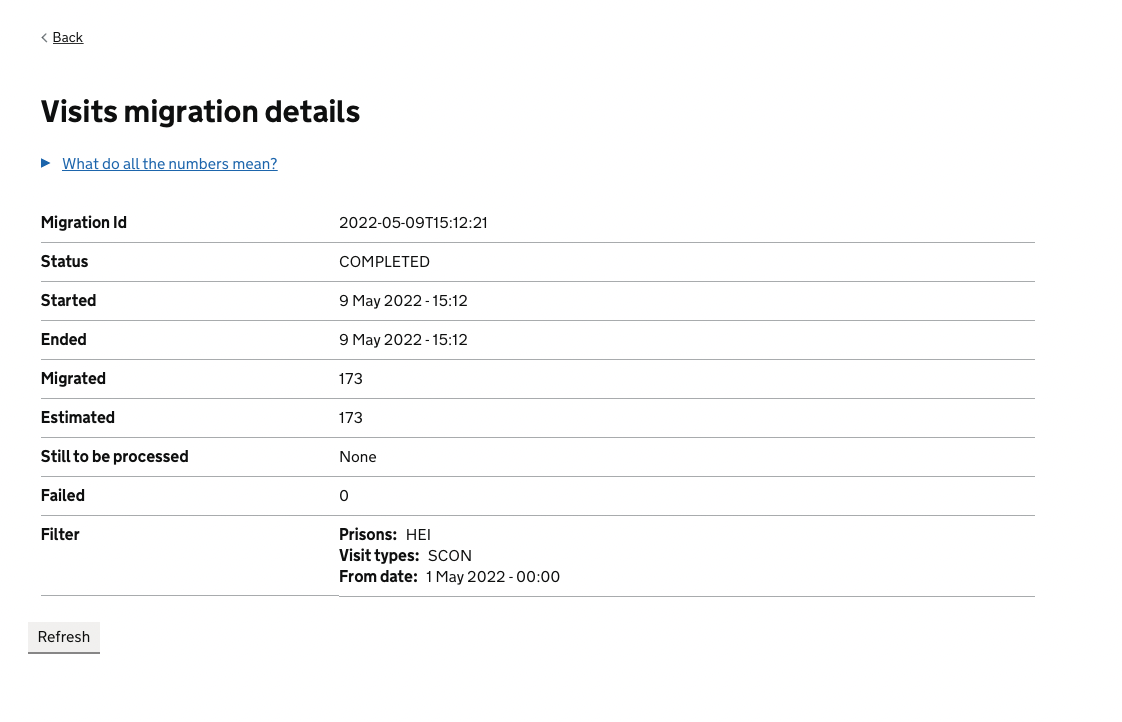 Back
Visits migration details
What do all the numbers mean?
Migration Id 2022-05-09T15:12:21
Status COMPLETED
Started 9 May 2022 - 15:12
Ended 9 May 2022 - 15:12
Migrated 173
Estimated 173
Still to be processed None
Failed 0
Filter Prisons: HEI
Visit types: SCON
From date: 1 May 2022 - 00:00
Refresh